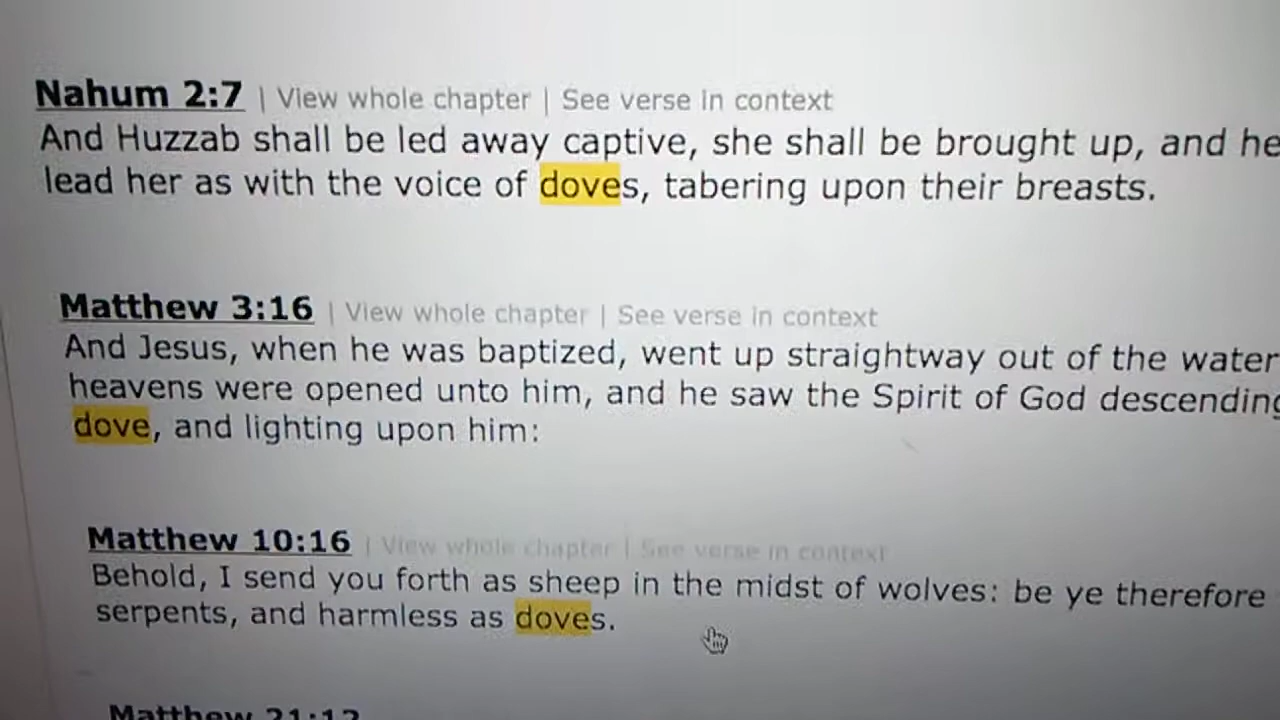 Nahum 2:7 | View whole chapter | See verse in context
And Huzzab shall be led away captive, she shall be brought up, and he
lead her as with the voice of doves, tabering upon their breasts.
Matthew 3:16 | View whole chapter | See verse in context
And Jesus, when he was baptized, went up straightway out of the water
heavens were opened unto him, and he saw the Spirit of God descending
dove, and lighting upon him:
Matthew 10:16 | View whole chapter | See verse in context
Behold, I send you forth as sheep in the midst of wolves: be ye therefore
serpents, and harmless as doves.
Matthew 21:12